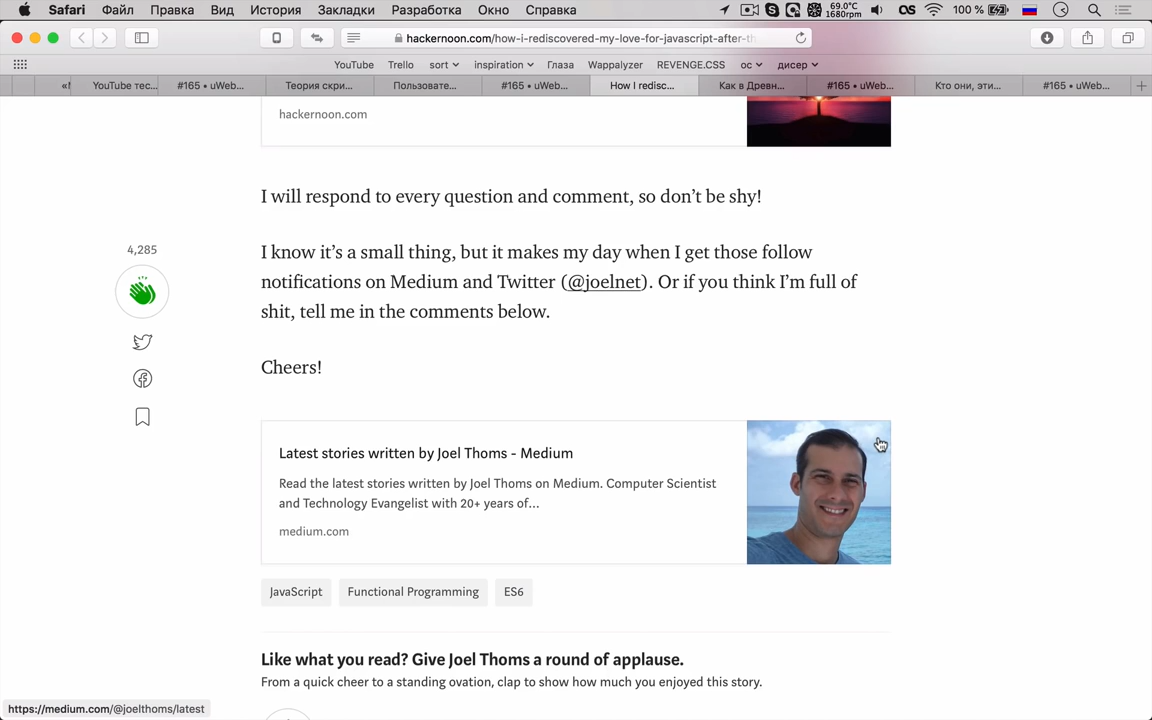 Safari Файл Правка Вид История Закладки Разработка Окно Справка 69.0°C 1680rpm 100 %
hackernoon.com/how-i-rediscovered-my-love-for-javascript-after-th
YouTube Trello sort inspiration Глаза Wappalyzer REVENGE.CSS ос дисер
«М YouTube тес... #165 • uWeb... Теория скри... Пользовате... #165 • uWeb... How I redisc... Как в Древн... #165 • uWeb... Кто они, эти... #165 • uWeb...
hackernoon.com
I will respond to every question and comment, so don’t be shy!
4,285
I know it’s a small thing, but it makes my day when I get those follow
notifications on Medium and Twitter (@joelnet). Or if you think I’m full of
shit, tell me in the comments below.
Cheers!
Latest stories written by Joel Thoms - Medium
Read the latest stories written by Joel Thoms on Medium. Computer Scientist
and Technology Evangelist with 20+ years of...
medium.com
JavaScript Functional Programming ES6
Like what you read? Give Joel Thoms a round of applause.
From a quick cheer to a standing ovation, clap to show how much you enjoyed this story.
https://medium.com/@joelthoms/latest